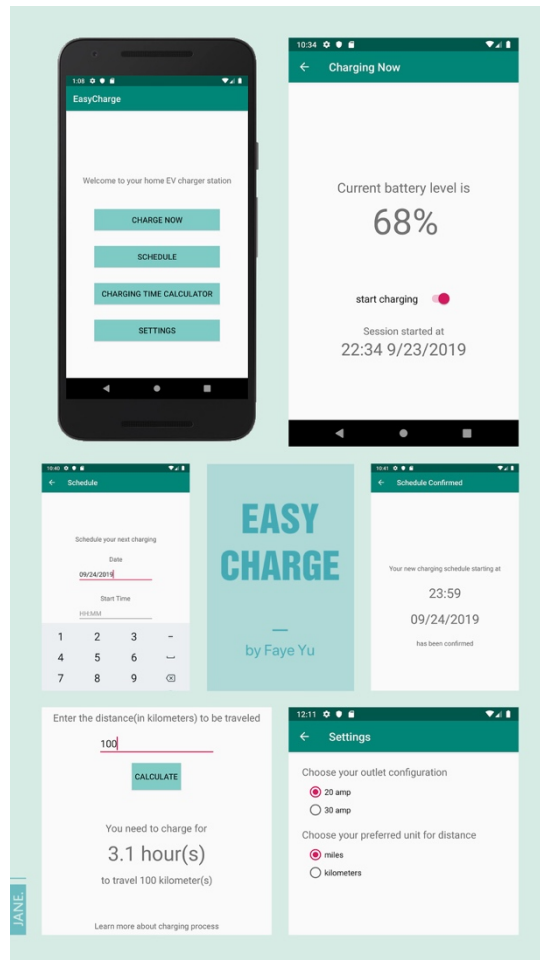 1:08
EasyCharge
Welcome to your home EV charger station
CHARGE NOW
SCHEDULE
CHARGING TIME CALCULATOR
SETTINGS
10:34
Charging Now
Current battery level is
68%
start charging
Session started at
22:34 9/23/2019
10:40
Schedule
Schedule your next charging
Date
09/24/2019
Start Time
HH:MM
1 2 3 -
4 5 6
7 8 9
EASY
CHARGE
by Faye Yu
10:41
Schedule Confirmed
Your new charging schedule starting at
23:59
09/24/2019
has been confirmed
Enter the distance(in kilometers) to be traveled
100
CALCULATE
You need to charge for
3.1 hour(s)
to travel 100 kilometer(s)
Learn more about charging process
12:11
Settings
Choose your outlet configuration
20 amp
30 amp
Choose your preferred unit for distance
miles
kilometers
JANE.